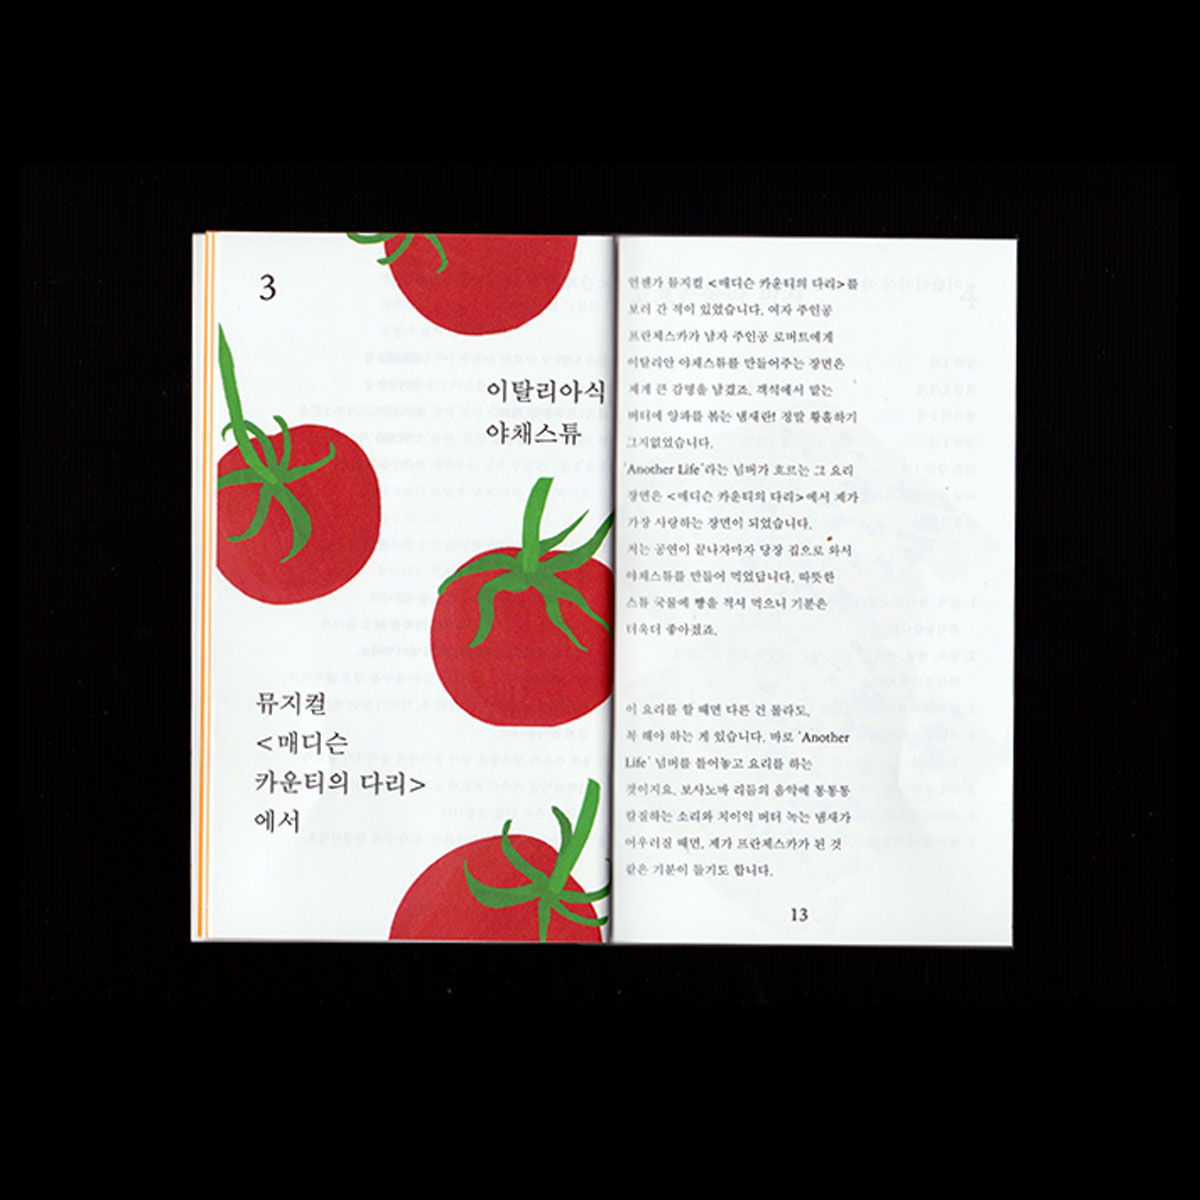 3
이탈리아식
야채스튜
뮤지컬
<매디슨
카운티의 다리>
에서
언젠가 뮤지컬 <매디슨 카운티의 다리>를
보러 간 적이 있었습니다. 여자 주인공
프란체스카가 남자 주인공 로버트에게
이탈리안 야채스튜를 만들어주는 장면은
제게 큰 감명을 남겼죠. 객석에서 맡는
버터에 양파를 볶는 냄새란! 정말 황홀하기
그지없었습니다.
'Another Life'라는 넘버가 흐르는 그 요리
장면은 <매디슨 카운티의 다리>에서 제가
가장 사랑하는 장면이 되었습니다.
저는 공연이 끝나자마자 당장 집으로 와서
야채스튜를 만들어 먹었답니다. 따뜻한
스튜 국물에 빵을 적셔 먹으니 기분은
더욱더 좋아졌죠.
이 요리를 할 때면 다른 건 몰라도,
꼭 해야 하는 게 있습니다. 바로 'Another
Life' 넘버를 틀어놓고 요리를 하는
것이지요. 보사노바 리듬의 음악에 통통통
칼질하는 소리와 치이익 버터 녹는 냄새가
어우러질 때면, 제가 프란체스카가 된 것
같은 기분이 들기도 합니다.
13